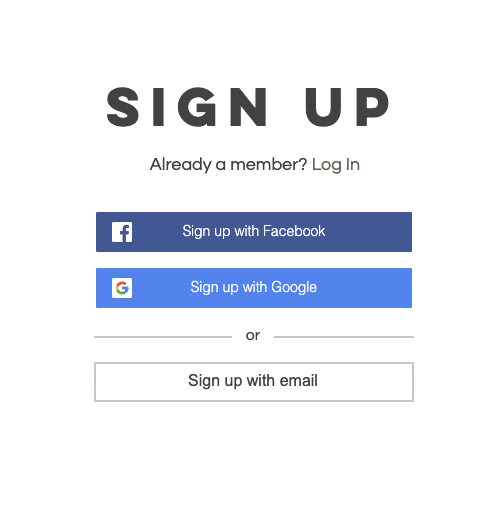 SIGN UP
Already a member? Log In
Sign up with Facebook
Sign up with Google
or
Sign up with email